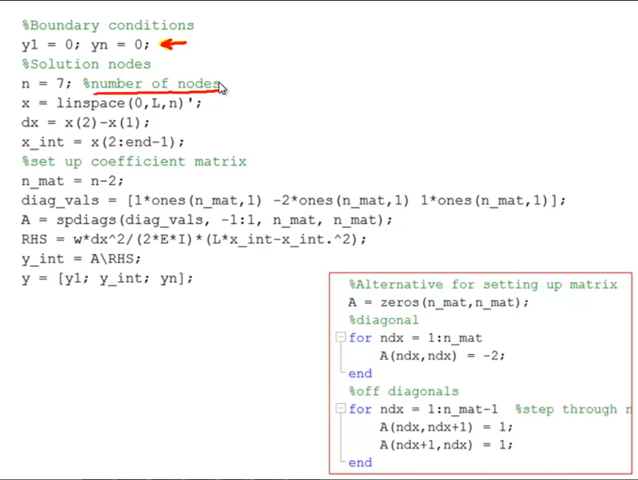 %Boundary conditions
y1 = 0; yn = 0;
%Solution nodes
n = 7; %number of nodes
x = linspace(0,L,n)';
dx = x(2)-x(1);
x_int = x(2:end-1);
%set up coefficient matrix
n_mat = n-2;
diag_vals = [1*ones(n_mat,1) -2*ones(n_mat,1) 1*ones(n_mat,1)];
A = spdiags(diag_vals, -1:1, n_mat, n_mat);
RHS = w*dx^2/(2*E*I)*(L*x_int-x_int.^2);
y_int = A\RHS;
y = [y1; y_int; yn];
%Alternative for setting up matrix
A = zeros(n_mat,n_mat);
%diagonal
for ndx = 1:n_mat
A(ndx,ndx) = -2;
end
%off diagonals
for ndx = 1:n_mat-1 %step through
A(ndx,ndx+1) = 1;
A(ndx+1,ndx) = 1;
end